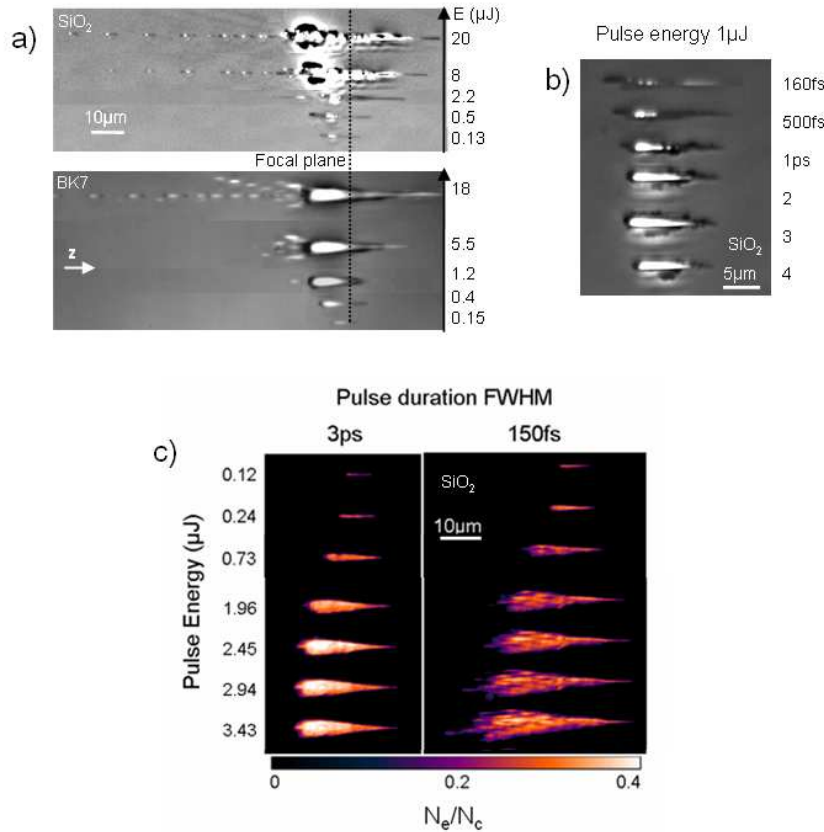 a)
SiO₂
E (μJ)
20
8
2.2
0.5
0.13
10μm
Focal plane
BK7
z
18
5.5
1.2
0.4
0.15
Pulse energy 1μJ
b)
160fs
500fs
1ps
2
3
4
SiO₂
5μm
Pulse duration FWHM
3ps 150fs
c)
Pulse Energy (μJ)
0.12
0.24
0.73
1.96
2.45
2.94
3.43
SiO₂
10μm
0 0.2 0.4
Nₑ/N꜀